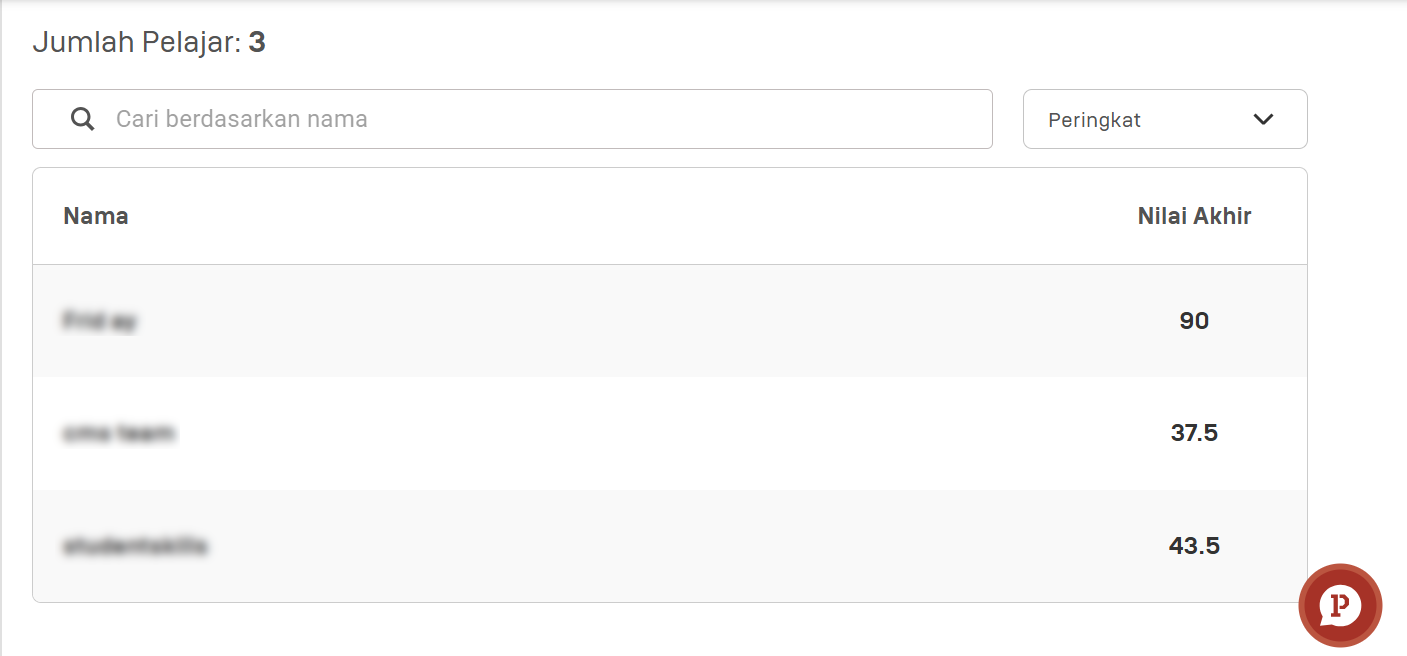 Jumlah Pelajar: 3
Cari berdasarkan nama
Peringkat
Nama Nilai Akhir
90
37.5
43.5
P